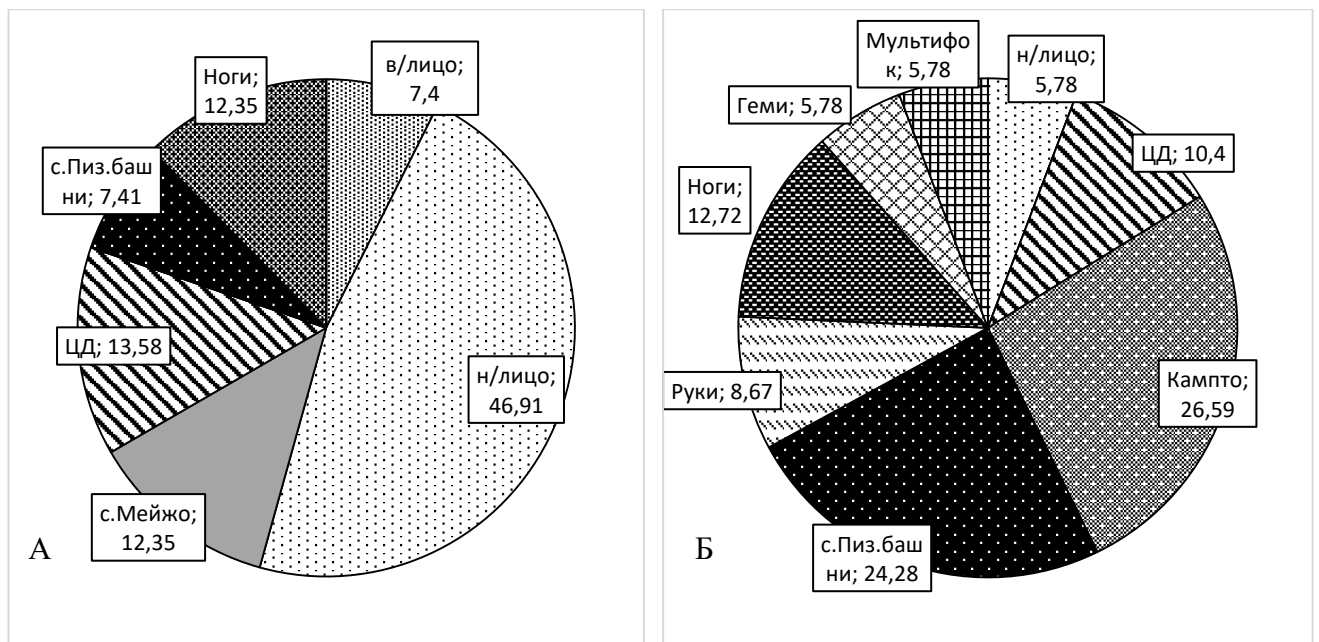 в/лицо;
7,4
н/лицо;
46,91
с.Мейжо;
12,35
ЦД; 13,58
с.Пиз.баш
ни; 7,41
Ноги;
12,35
А
н/лицо;
5,78
ЦД; 10,4
Кампто;
26,59
с.Пиз.баш
ни; 24,28
Руки; 8,67
Ноги;
12,72
Геми; 5,78
Мультифо
к; 5,78
Б